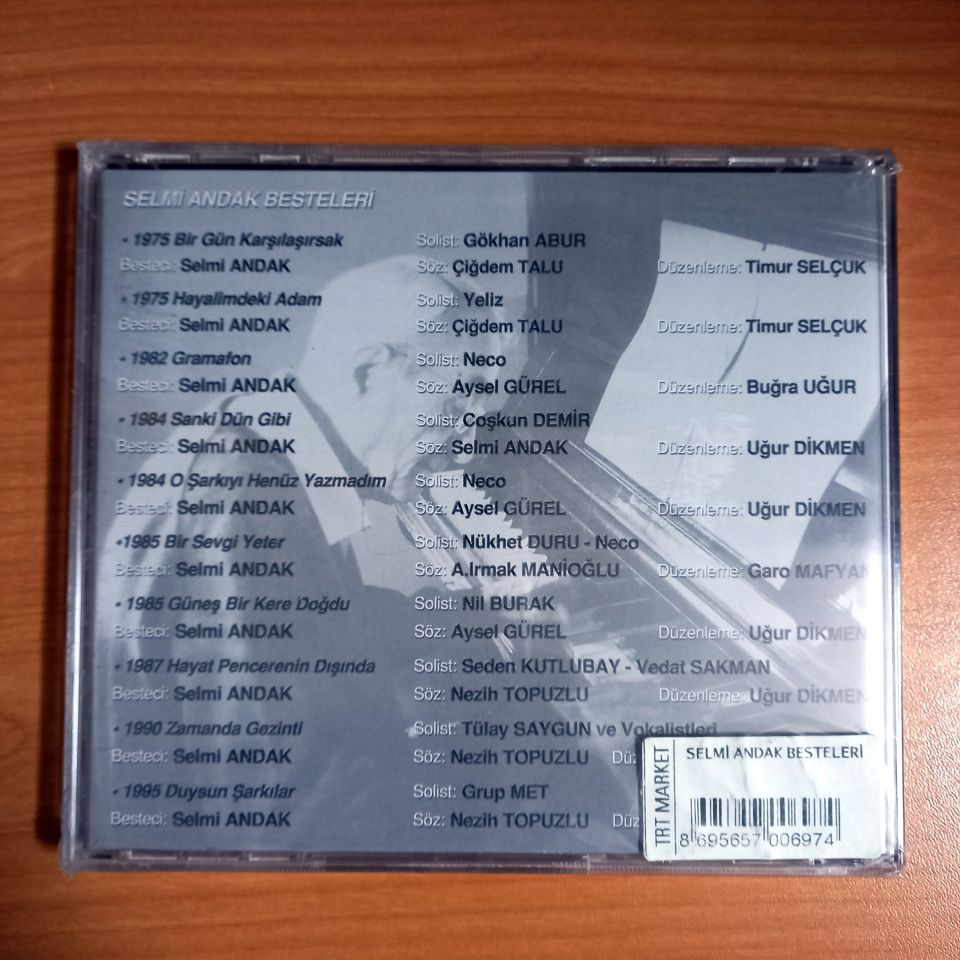 SELMİ ANDAK BESTELERİ
• 1975 Bir Gün Karşılaşırsak Solist: Gökhan ABUR
Besteci: Selmi ANDAK Söz: Çiğdem TALU Düzenleme: Timur SELÇUK
• 1975 Hayalimdeki Adam Solist: Yeliz
Besteci: Selmi ANDAK Söz: Çiğdem TALU Düzenleme: Timur SELÇUK
• 1982 Gramafon Solist: Neco
Besteci: Selmi ANDAK Söz: Aysel GÜREL Düzenleme: Buğra UĞUR
• 1984 Sanki Dün Gibi Solist: Coşkun DEMİR
Besteci: Selmi ANDAK Söz: Selmi ANDAK Düzenleme: Uğur DİKMEN
• 1984 O Şarkıyı Henüz Yazmadım Solist: Neco
Besteci: Selmi ANDAK Söz: Aysel GÜREL Düzenleme: Uğur DİKMEN
•1985 Bir Sevgi Yeter Solist: Nükhet DURU - Neco
Besteci: Selmi ANDAK Söz: A.Irmak MANİOĞLU Düzenleme: Garo MAFYAN
• 1985 Güneş Bir Kere Doğdu Solist: Nil BURAK
Besteci: Selmi ANDAK Söz: Aysel GÜREL Düzenleme: Uğur DİKMEN
• 1987 Hayat Pencerenin Dışında Solist: Seden KUTLUBAY - Vedat SAKMAN
Besteci: Selmi ANDAK Söz: Nezih TOPUZLU Düzenleme: Uğur DİKMEN
• 1990 Zamanda Gezinti Solist: Tülay SAYGUN ve Vokalistleri
Besteci: Selmi ANDAK Söz: Nezih TOPUZLU Dü
• 1995 Duysun Şarkılar Solist: Grup MET
Besteci: Selmi ANDAK Söz: Nezih TOPUZLU Düz
TRT MARKET
SELMİ ANDAK BESTELERİ
8 695657 006974